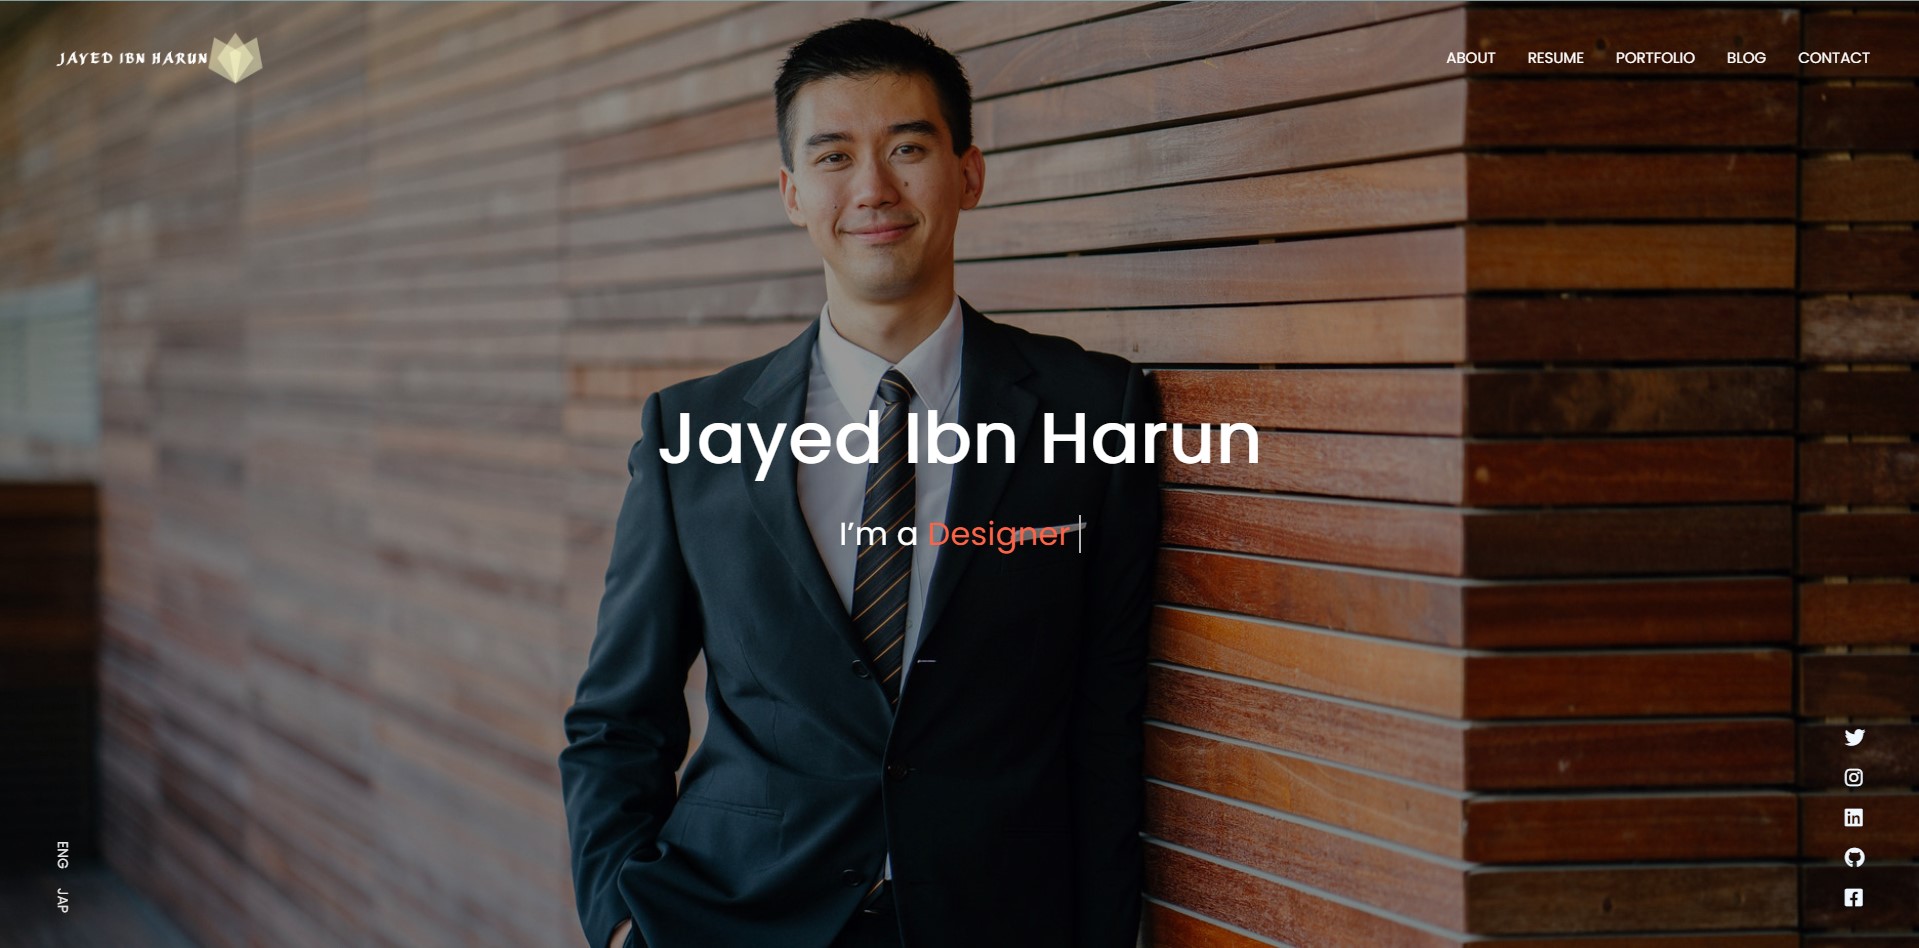 JAYED IBN HARUN
ABOUT RESUME PORTFOLIO BLOG CONTACT
Jayed Ibn Harun
I’m a Designer
ENG JAP